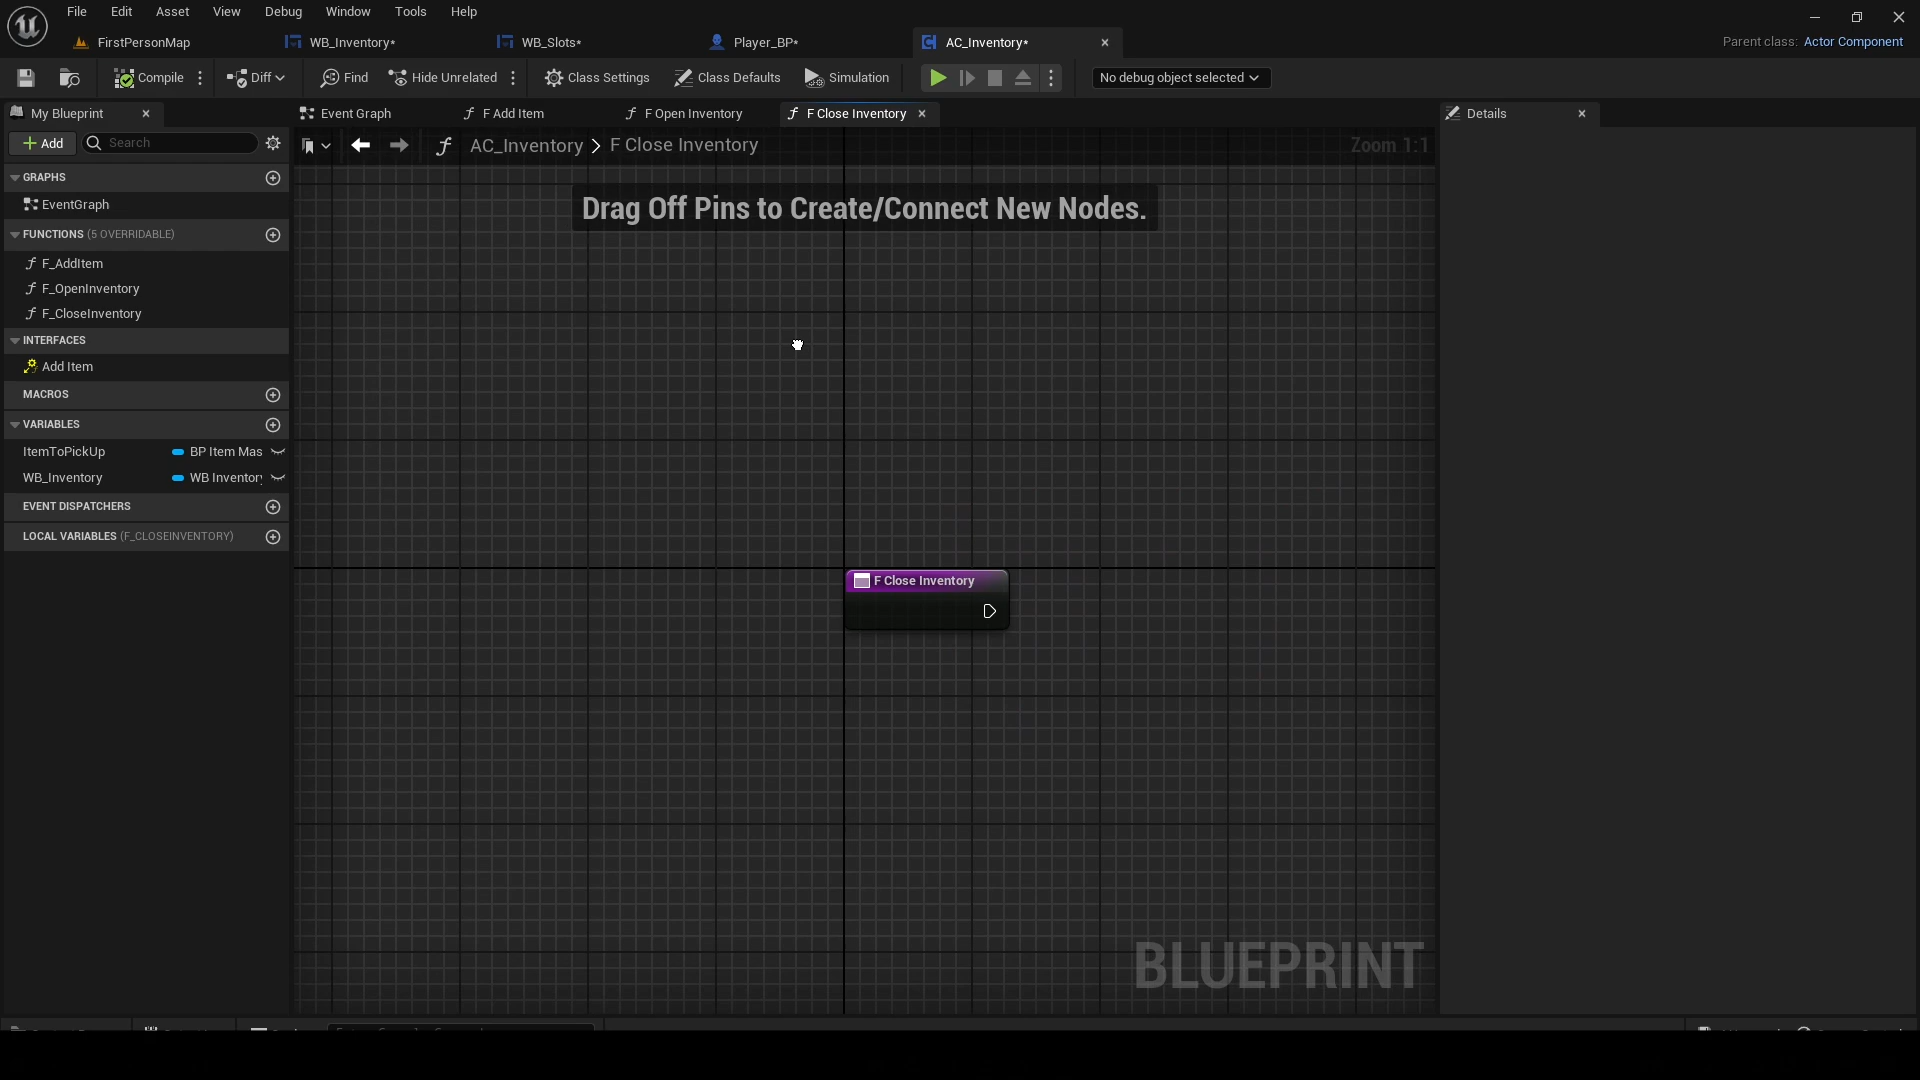 File Edit Asset View Debug Window Tools Help
FirstPersonMap WB_Inventory* WB_Slots* Player_BP* AC_Inventory* Parent class: Actor Component
Compile Diff Find Hide Unrelated Class Settings Class Defaults Simulation No debug object selected
My Blueprint Event Graph F Add Item F Open Inventory F Close Inventory Details
Add Search AC_Inventory > F Close Inventory Zoom 1:1
GRAPHS
EventGraph
FUNCTIONS (5 OVERRIDABLE)
F_AddItem
F_OpenInventory
F_CloseInventory
INTERFACES
Add Item
MACROS
VARIABLES
ItemToPickUp BP Item Mas
WB_Inventory WB Inventory
EVENT DISPATCHERS
LOCAL VARIABLES (F_CLOSEINVENTORY)
Drag Off Pins to Create/Connect New Nodes.
F Close Inventory
BLUEPRINT